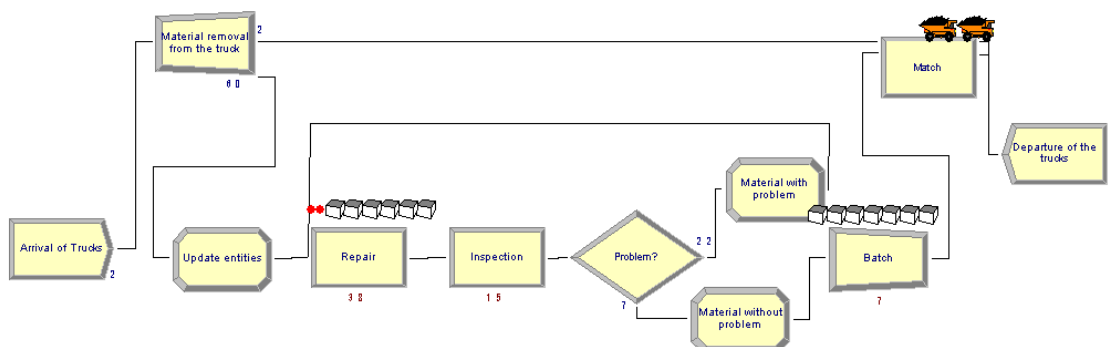 Material removal
from the truck
2
6 0
Match
Departure of the
trucks
Material with
problem
Arrival of Trucks
2
Update entities
Repair
3 8
Inspection
1 5
Problem?
2 2
7
Batch
7
Material without
problem